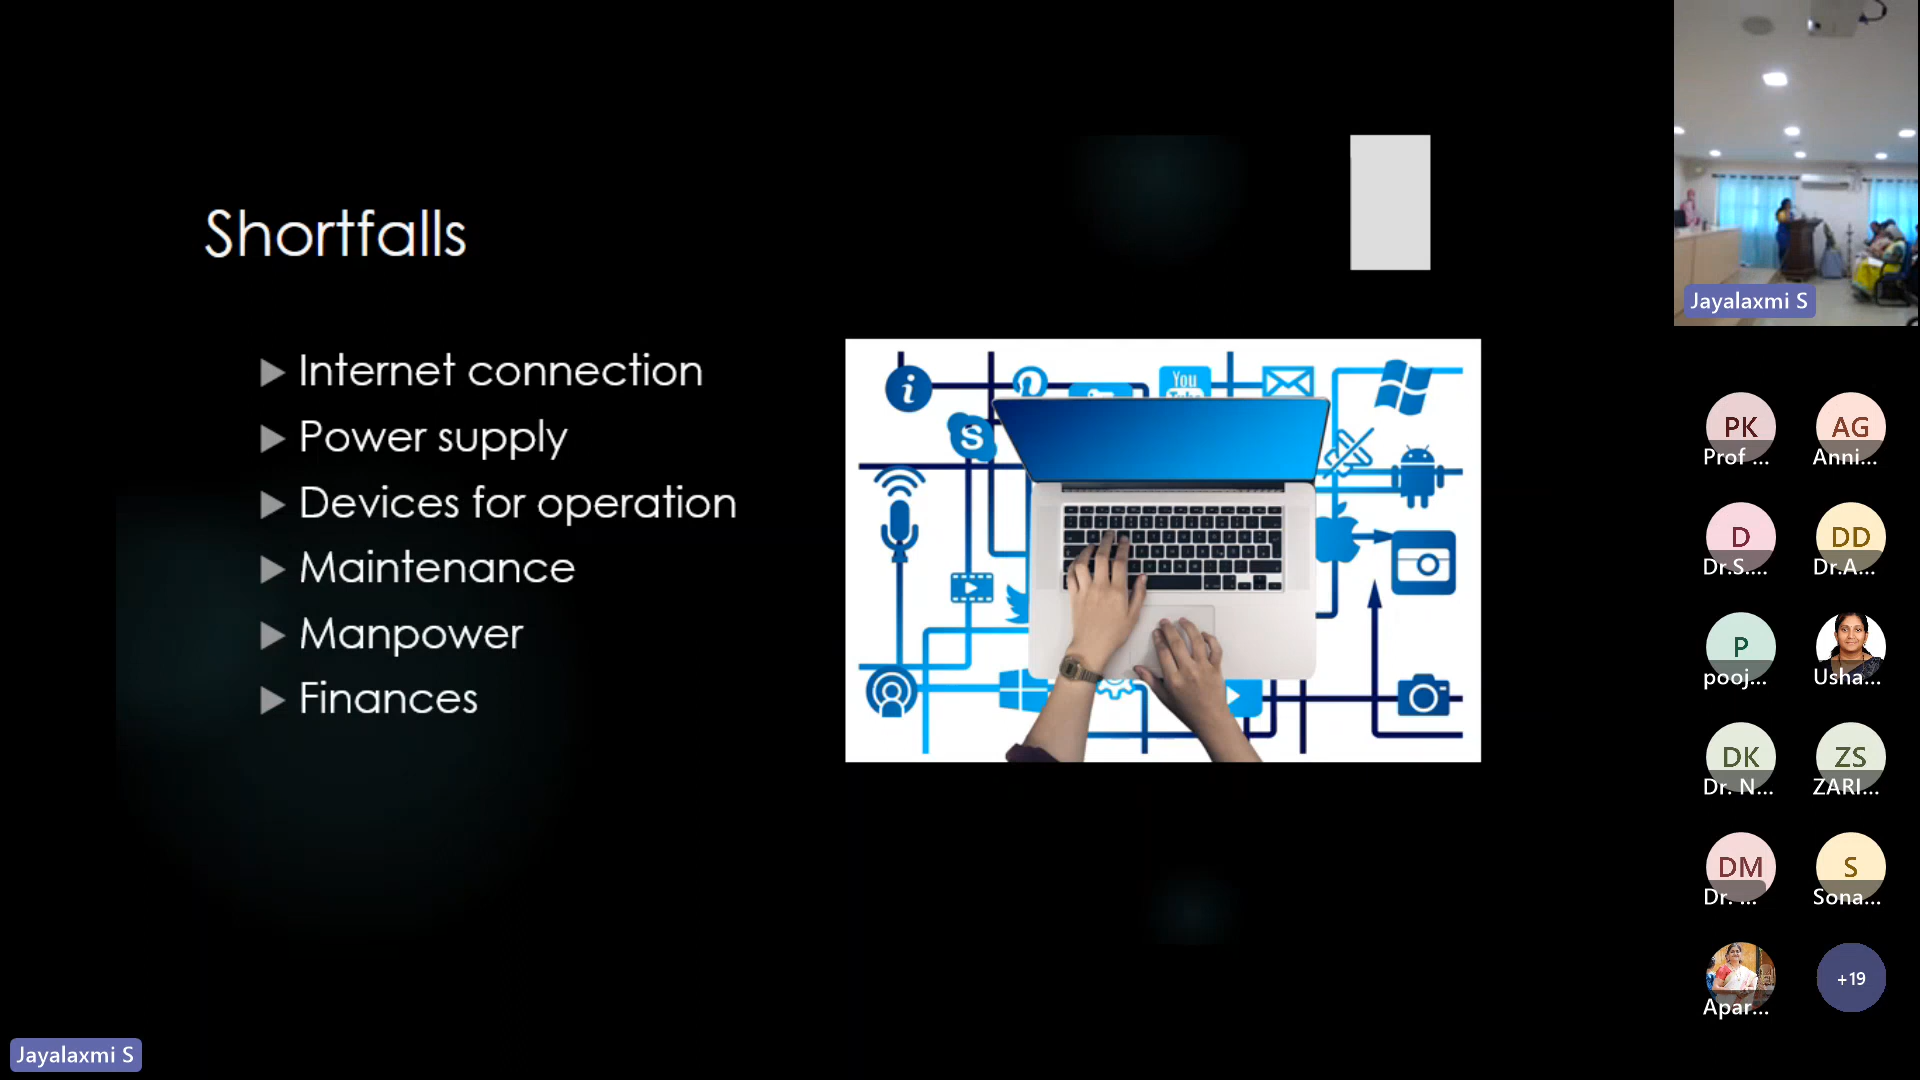 Shortfalls
Internet connection
Power supply
Devices for operation
Maintenance
Manpower
Finances
i
You
S
Jayalaxmi S
PK
Prof ...
AG
Anni...
D
Dr.S....
DD
Dr.A...
P
pooj...
Usha...
DK
Dr. N...
ZS
ZARI...
DM
Dr. ...
S
Sona...
Apar...
+19
Jayalaxmi S